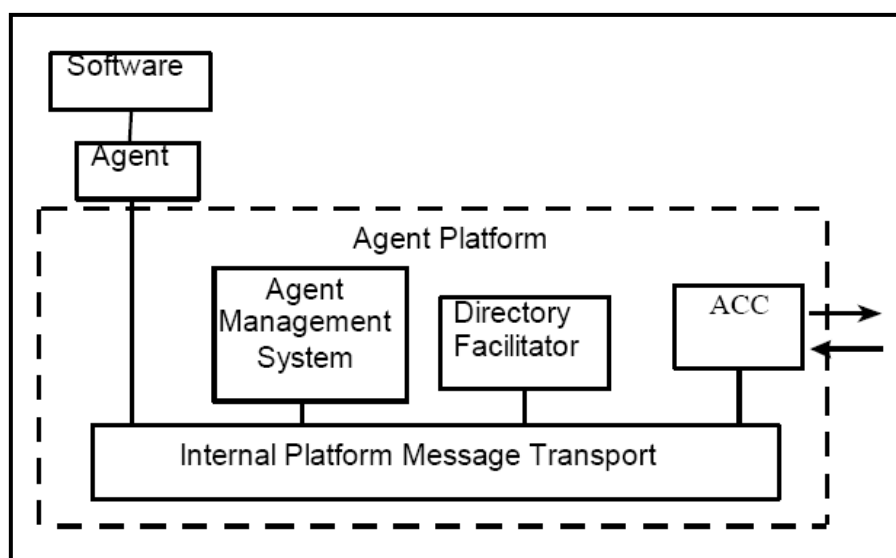 Software
Agent
Agent Platform
Agent
Management
System
Directory
Facilitator
ACC
Internal Platform Message Transport